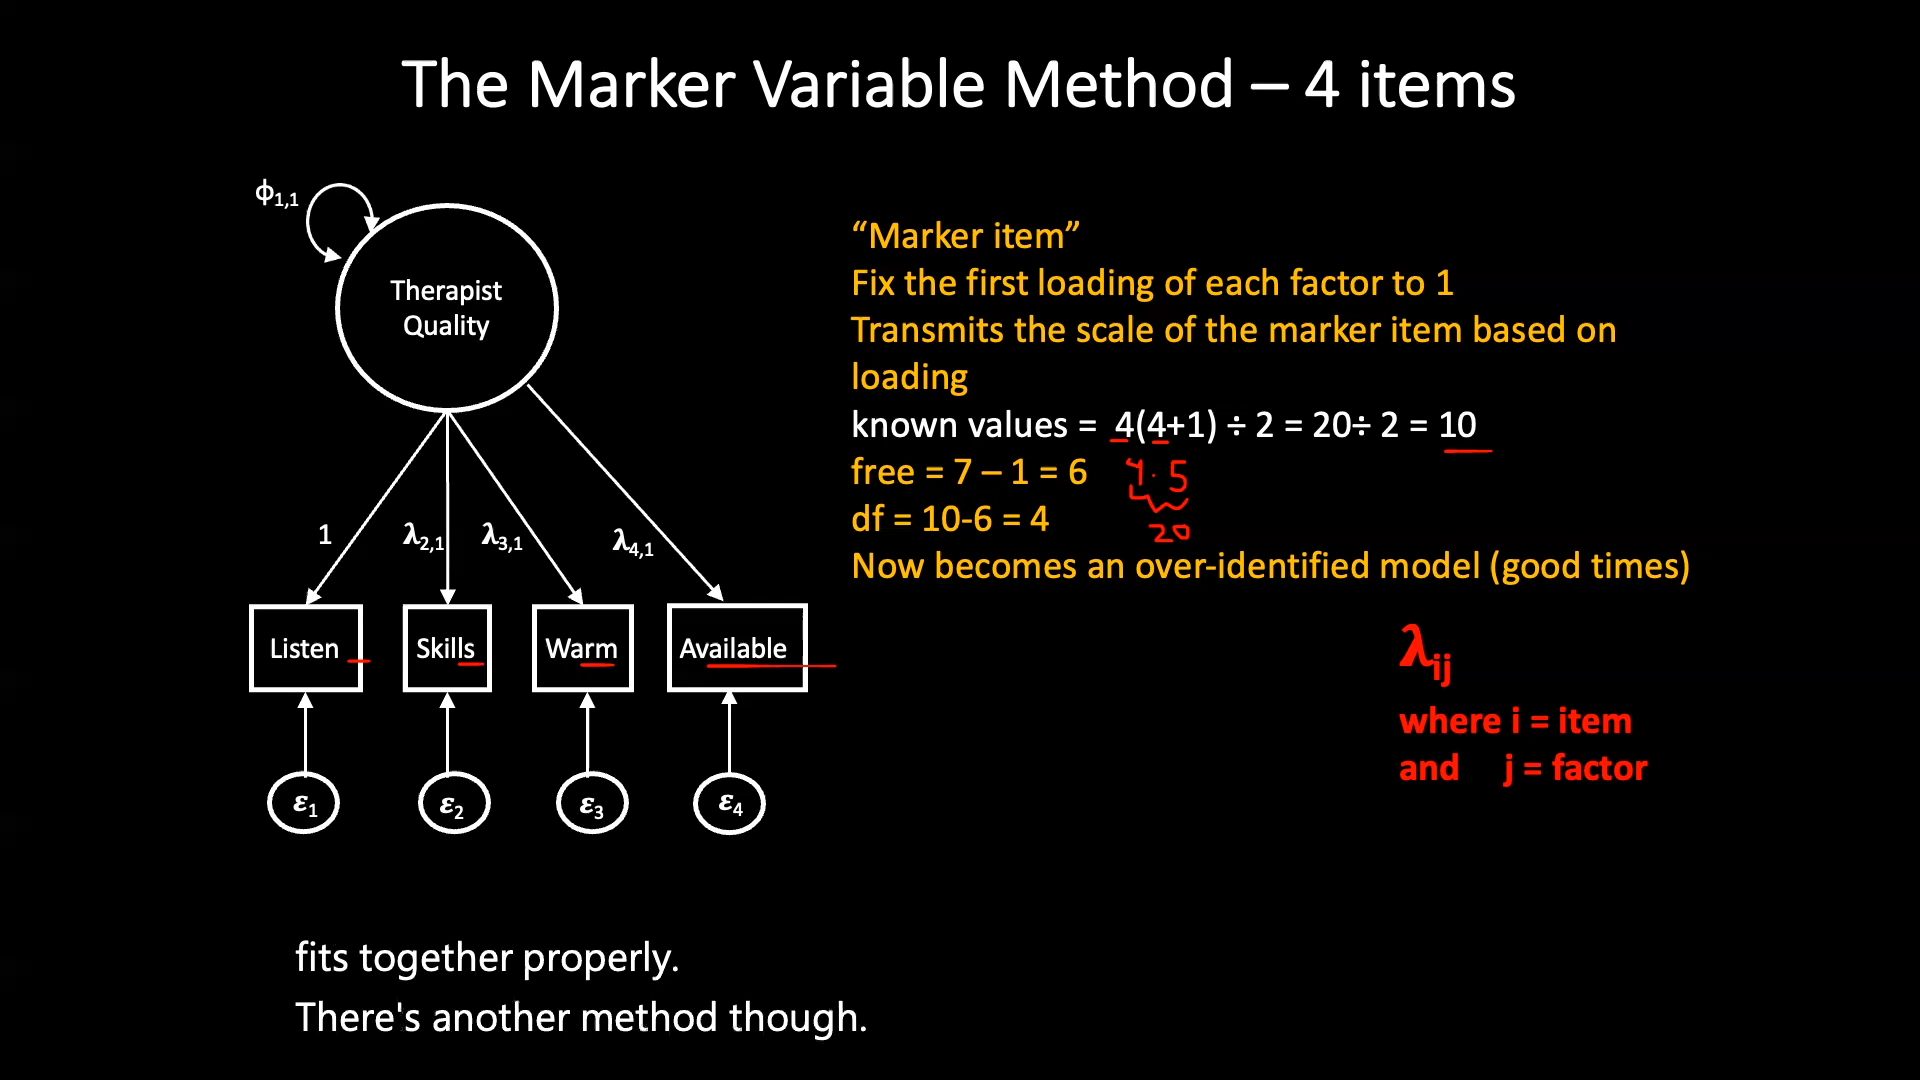 The Marker Variable Method – 4 items
ϕ1,1
Therapist
Quality
“Marker item”
Fix the first loading of each factor to 1
Transmits the scale of the marker item based on
loading
known values = 4(4+1) ÷ 2 = 20÷ 2 = 10
free = 7 – 1 = 6
4 · 5
df = 10-6 = 4
20
Now becomes an over-identified model (good times)
1 λ2,1 λ3,1 λ4,1
Listen Skills Warm Available
λij
where i = item
and j = factor
ε1 ε2 ε3 ε4
fits together properly.
There's another method though.